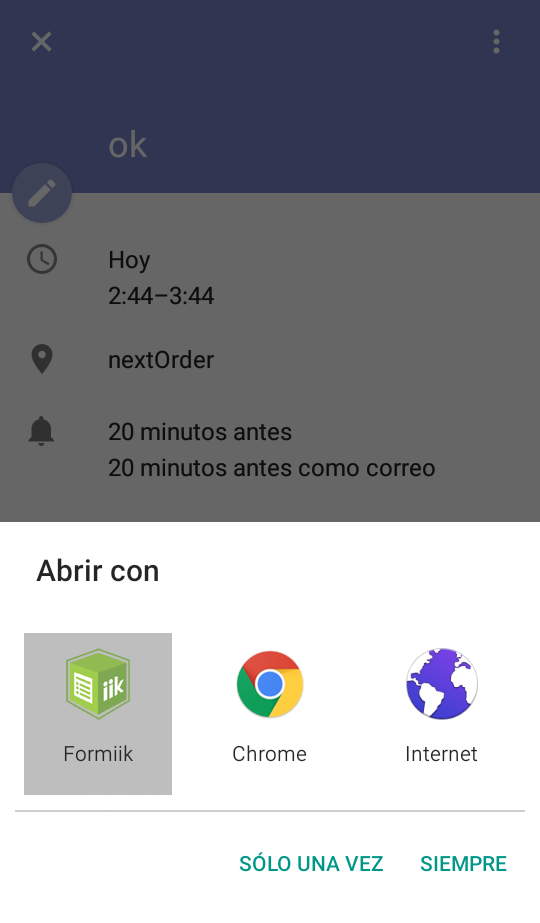 ok
Hoy
2:44–3:44
nextOrder
20 minutos antes
20 minutos antes como correo
Abrir con
iik
Formiik
Chrome
Internet
SÓLO UNA VEZ
SIEMPRE